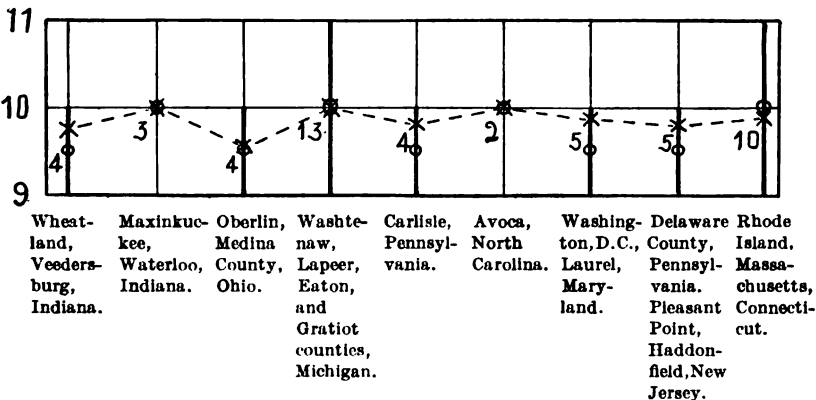 11
10
9
4
3
4
13
4
2
5
5
10
Wheat-
land,
Veeders-
burg,
Indiana.
Maxinkuc-
kee,
Waterloo,
Indiana.
Oberlin,
Medina
County,
Ohio.
Washte-
naw,
Lapeer,
Eaton,
and
Gratiot
counties,
Michigan.
Carlisle,
Pennsyl-
vania.
Avoca,
North
Carolina.
Washing-
ton, D.C.,
Laurel,
Mary-
land.
Delaware
County,
Pennsyl-
vania.
Pleasant
Point,
Haddon-
field, New
Jersey.
Rhode
Island,
Massa-
chusetts,
Connecti-
cut.